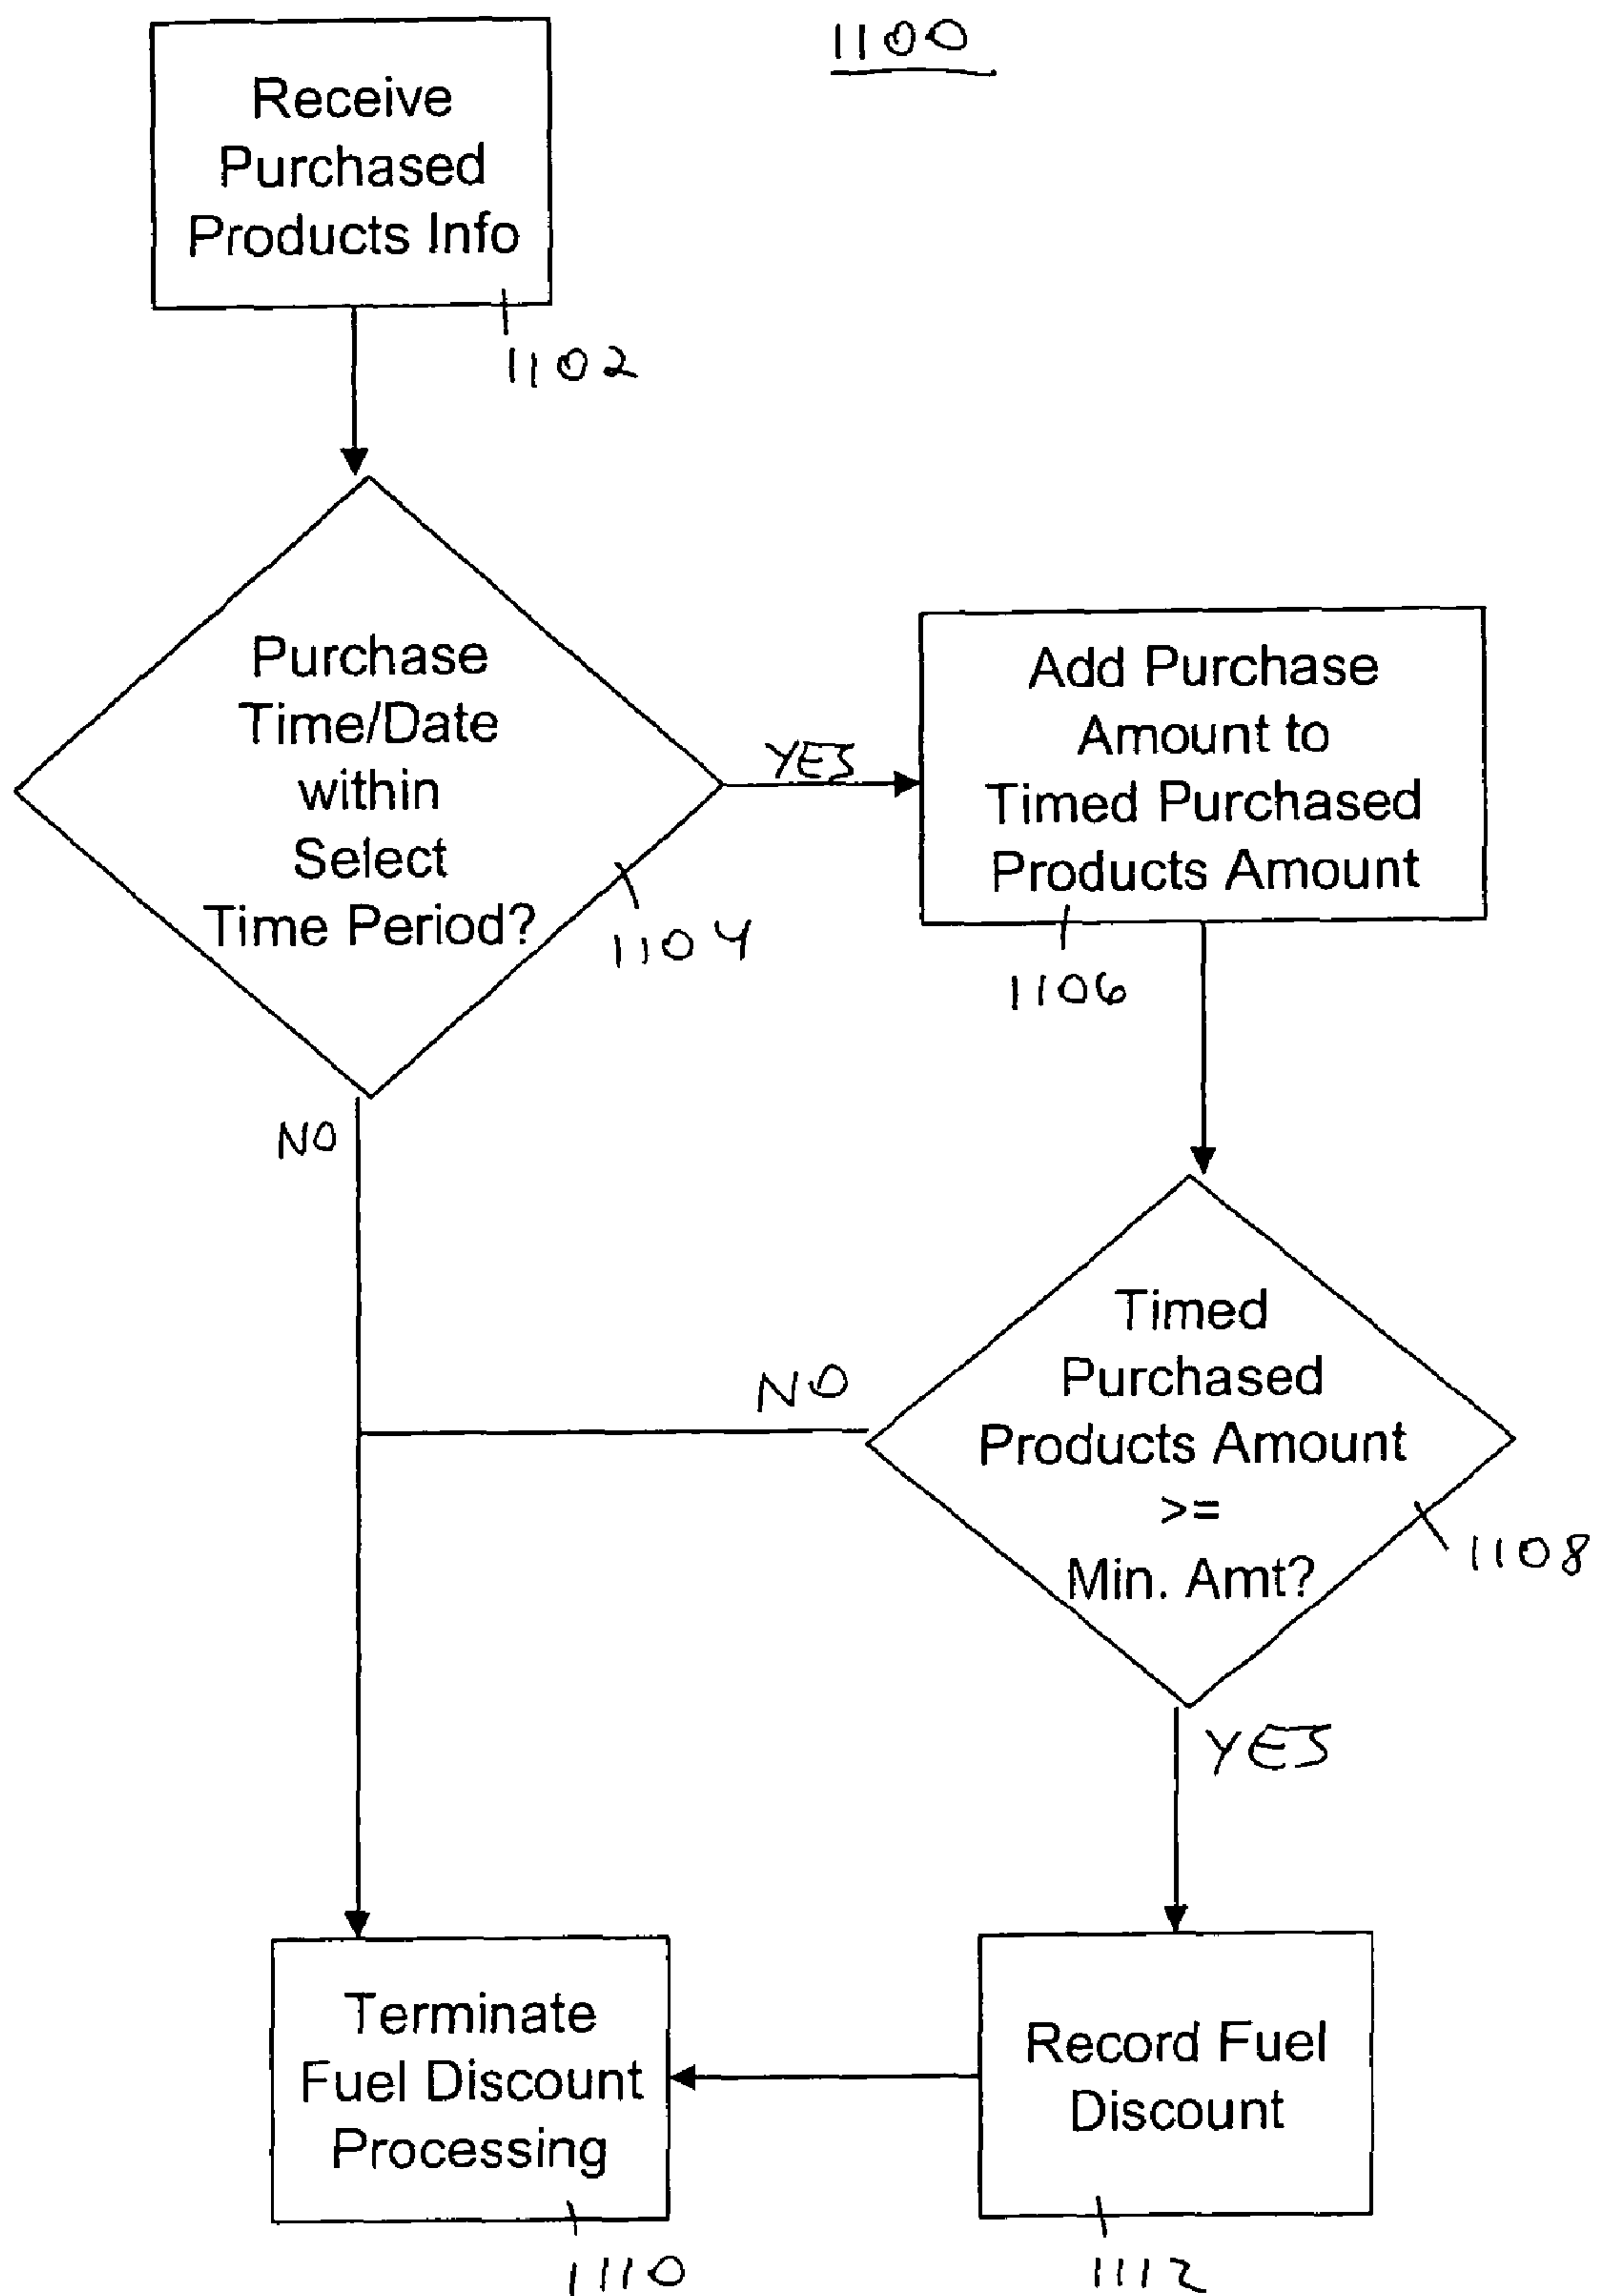 1100
Receive
Purchased
Products Info
1102
Purchase
Time/Date
within
Select
Time Period?
1104
YES
Add Purchase
Amount to
Timed Purchased
Products Amount
1106
NO
Timed
Purchased
Products Amount
>=
Min. Amt?
1108
NO
YES
Terminate
Fuel Discount
Processing
1110
Record Fuel
Discount
1112